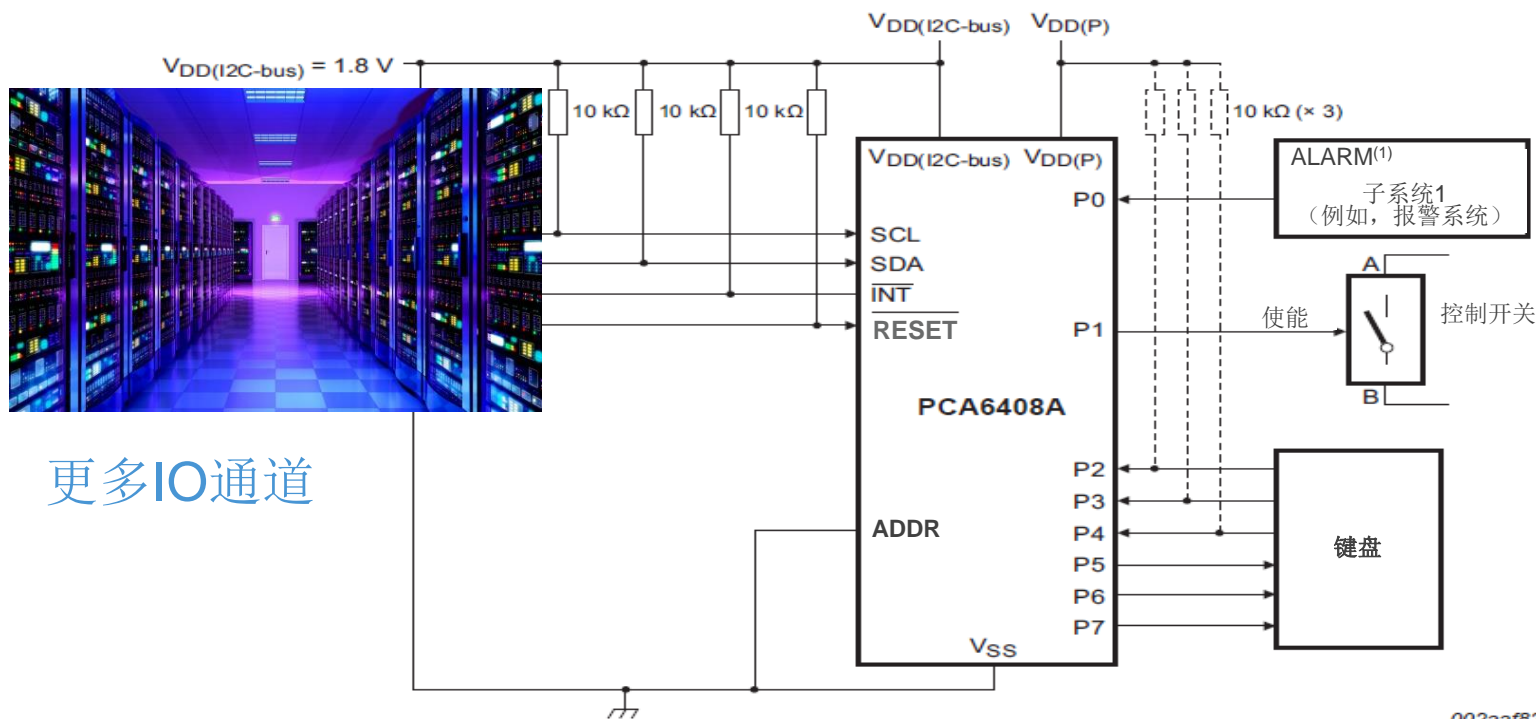 VDD(I2C-bus) VDD(P)
VDD(I2C-bus) = 1.8 V
10 kΩ 10 kΩ 10 kΩ
10 kΩ (× 3)
VDD(I2C-bus) VDD(P)
ALARM(1)
子系统1
（例如，报警系统）
P0
SCL
SDA
INT
RESET
A
P1
使能
控制开关
B
PCA6408A
更多IO通道
P2
P3
P4
ADDR
键盘
P5
P6
P7
VSS